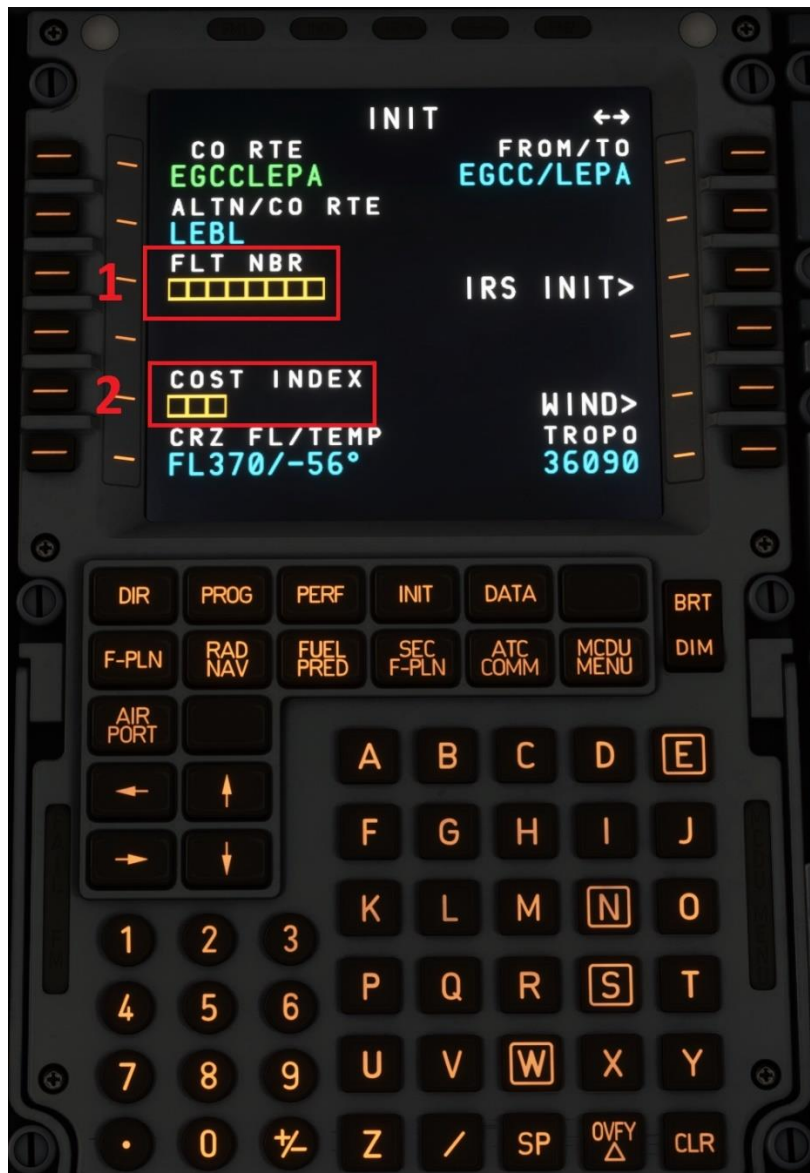 INIT ←→
CO RTE FROM/TO
EGCCLEPA EGCC/LEPA
ALTN/CO RTE
LEBL
1 FLT NBR
IRS INIT>
2 COST INDEX
WIND>
CRZ FL/TEMP TROPO
FL370/-56° 36090
DIR PROG PERF INIT DATA BRT
F-PLN RAD NAV FUEL PRED SEC F-PLN ATC COMM MCDU MENU DIM
AIR PORT
← ↑ A B C D E
→ ↓ F G H I J
1 2 3 K L M N O
4 5 6 P Q R S T
7 8 9 U V W X Y
. 0 +/- Z / SP OVFY △ CLR